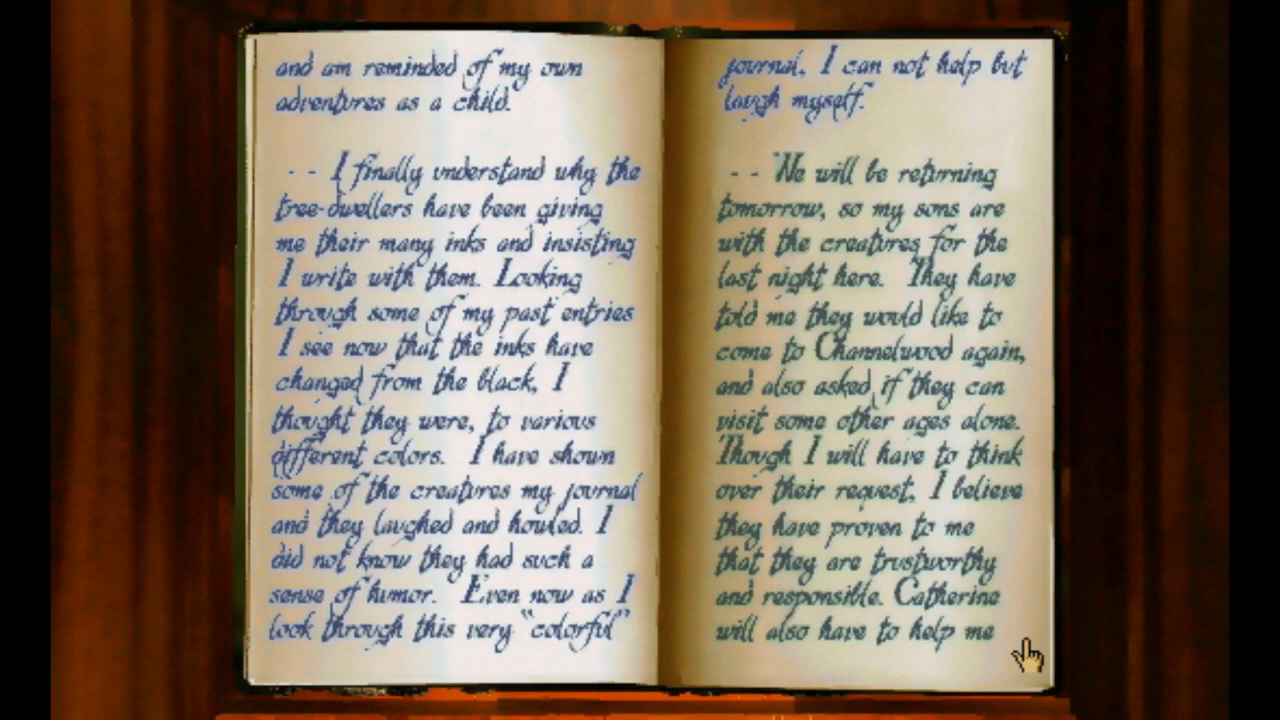 and am reminded of my own
adventures as a child.
-- I finally understand why the
tree-dwellers have been giving
me their many inks and insisting
I write with them. Looking
through some of my past entries
I see now that the inks have
changed from the black, I
thought they were, to various
different colors. I have shown
some of the creatures my journal
and they laughed and howled. I
did not know they had such a
sense of humor. Even now as I
look through this very "colorful"
journal, I can not help but
laugh myself.
-- We will be returning
tomorrow, so my sons are
with the creatures for the
last night here. They have
told me they would like to
come to Channelwood again,
and also asked if they can
visit some other ages alone.
Though I will have to think
over their request, I believe
they have proven to me
that they are trustworthy
and responsible. Catherine
will also have to help me